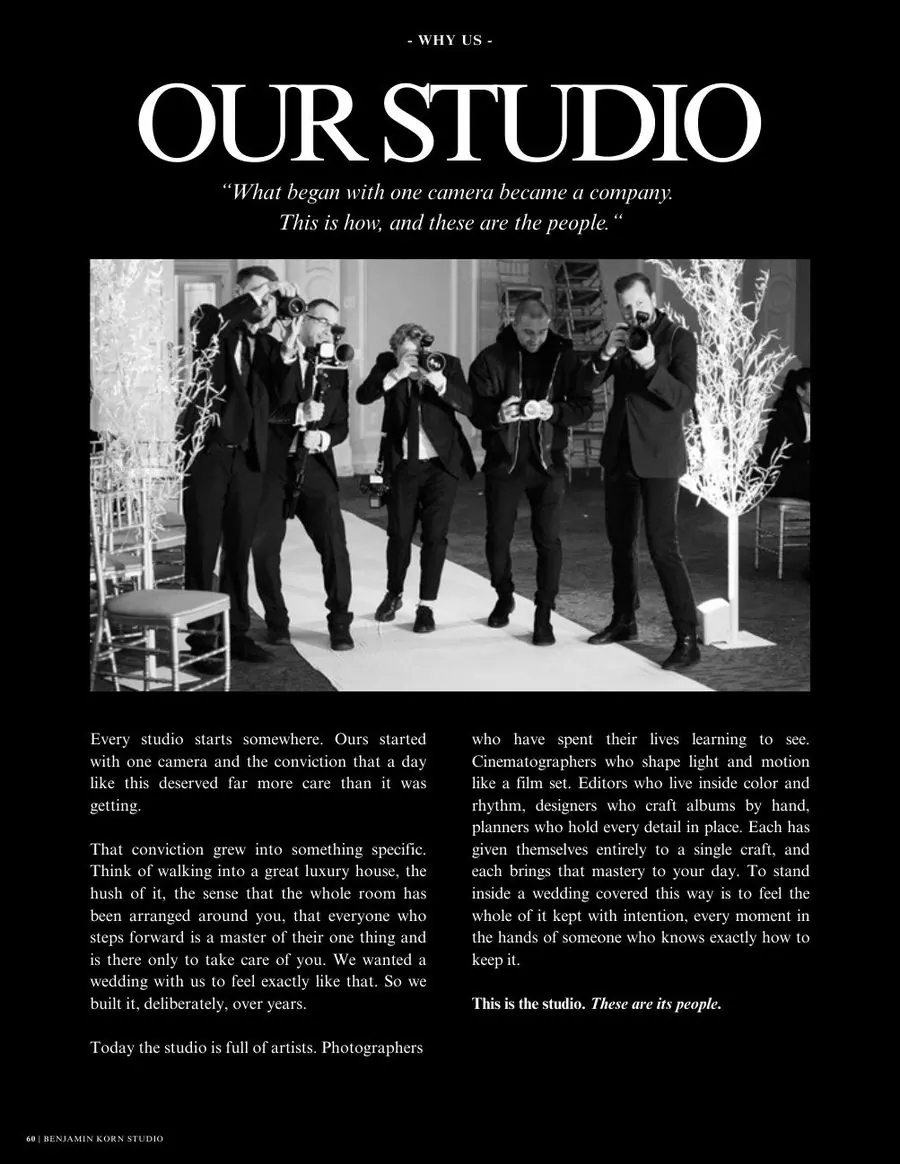 - WHY US -
OUR STUDIO
“What began with one camera became a company.
This is how, and these are the people.“
Every studio starts somewhere. Ours started
with one camera and the conviction that a day
like this deserved far more care than it was
getting.
That conviction grew into something specific.
Think of walking into a great luxury house, the
hush of it, the sense that the whole room has
been arranged around you, that everyone who
steps forward is a master of their one thing and
is there only to take care of you. We wanted a
wedding with us to feel exactly like that. So we
built it, deliberately, over years.
Today the studio is full of artists. Photographers
who have spent their lives learning to see.
Cinematographers who shape light and motion
like a film set. Editors who live inside color and
rhythm, designers who craft albums by hand,
planners who hold every detail in place. Each has
given themselves entirely to a single craft, and
each brings that mastery to your day. To stand
inside a wedding covered this way is to feel the
whole of it kept with intention, every moment in
the hands of someone who knows exactly how to
keep it.
This is the studio. These are its people.
60 | BENJAMIN KORN STUDIO